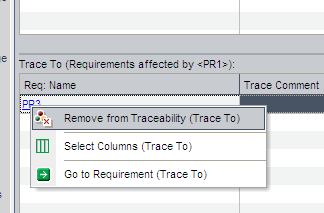 Trace To (Requirements affected by <PR1>):
Req: Name
Trace Comment
PR3
Remove from Traceability (Trace To)
Select Columns (Trace To)
Go to Requirement (Trace To)